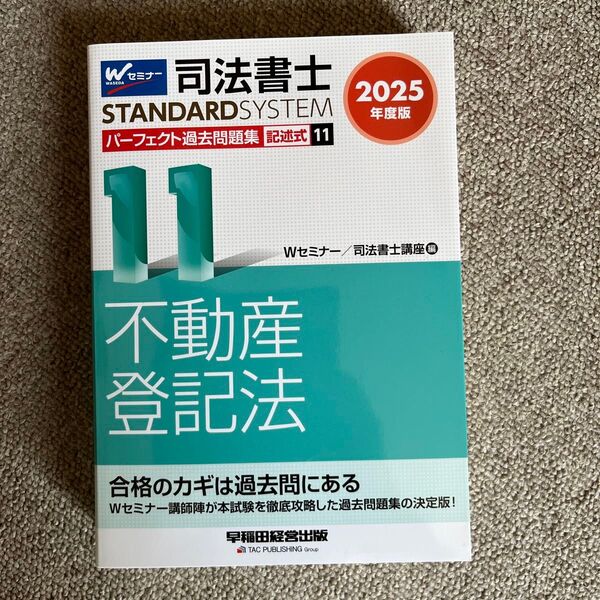 W セミナー
WASEDA
司法書士
STANDARDSYSTEM
パーフェクト過去問題集 記述式 11
2025
年度版
11
Wセミナー／司法書士講座 編
不動産
登記法
合格のカギは過去問にある
Wセミナー講師陣が本試験を徹底攻略した過去問題集の決定版！
早稲田経営出版
TAC PUBLISHING Group